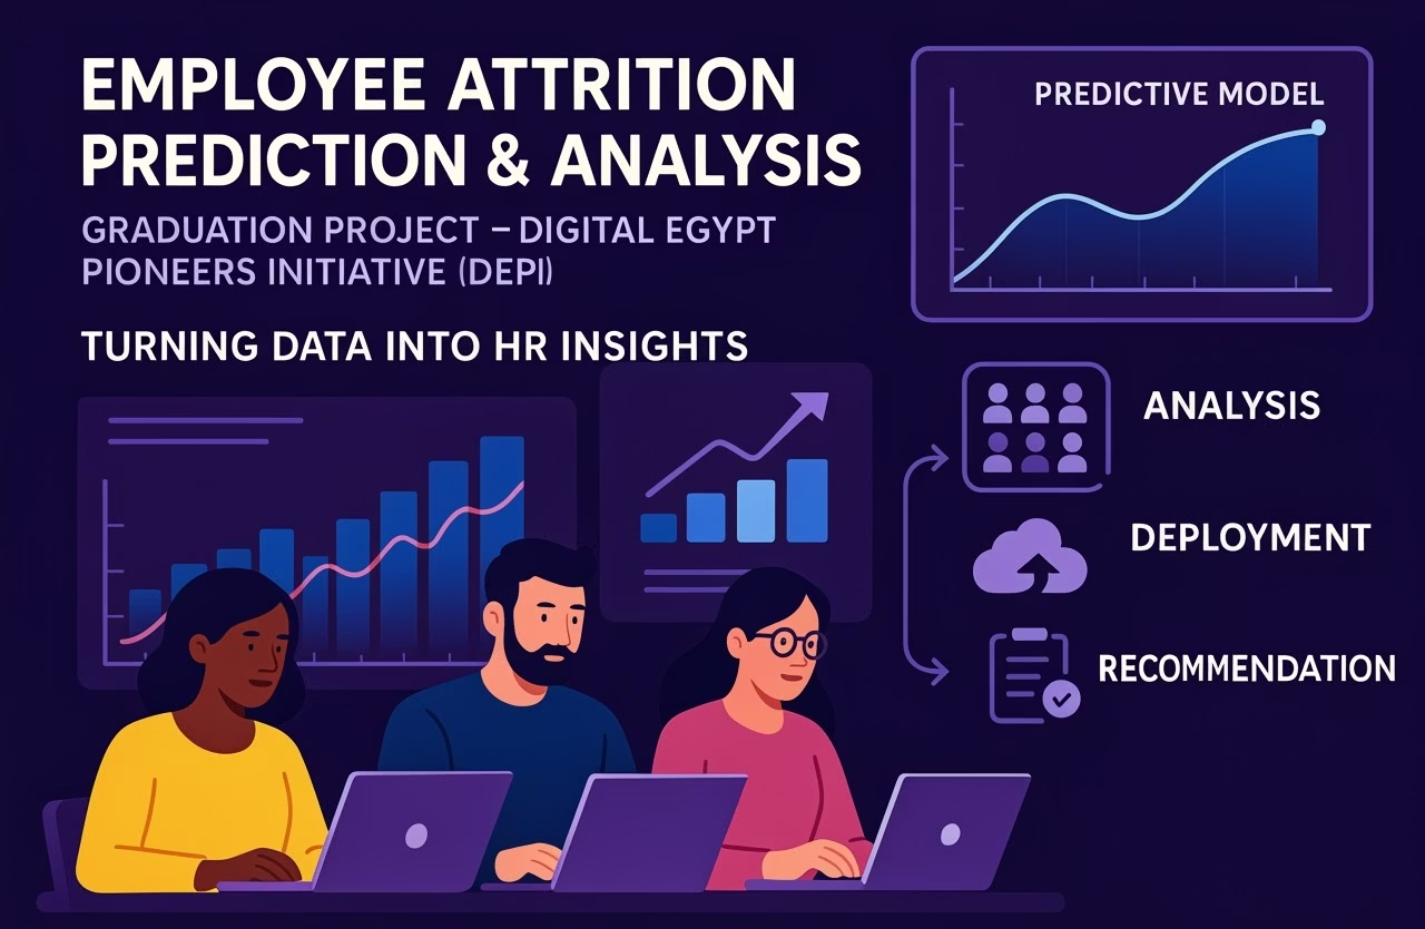 EMPLOYEE ATTRITION
PREDICTION & ANALYSIS
GRADUATION PROJECT – DIGITAL EGYPT
PIONEERS INITIATIVE (DEPI)
TURNING DATA INTO HR INSIGHTS
PREDICTIVE MODEL
ANALYSIS
DEPLOYMENT
RECOMMENDATION